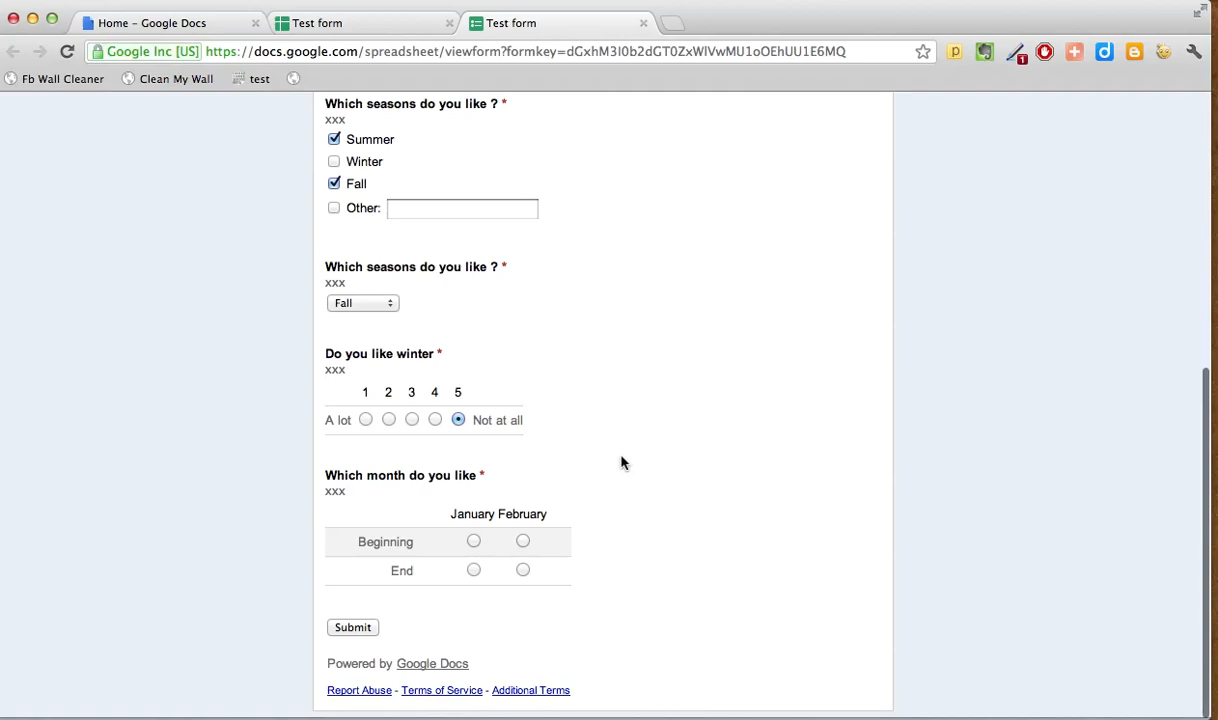 Home – Google Docs
Test form
Test form
Google Inc [US]
https://docs.google.com/spreadsheet/viewform?formkey=dGxhM3I0b2dGT0ZxWlVwMU1oOEhUU1E6MQ
1
Fb Wall Cleaner
Clean My Wall
test
Which seasons do you like ? *
xxx
Summer
Winter
Fall
Other:
Which seasons do you like ? *
xxx
Fall
Do you like winter *
xxx
1 2 3 4 5
A lot Not at all
Which month do you like *
xxx
January February
Beginning
End
Submit
Powered by Google Docs
Report Abuse - Terms of Service - Additional Terms